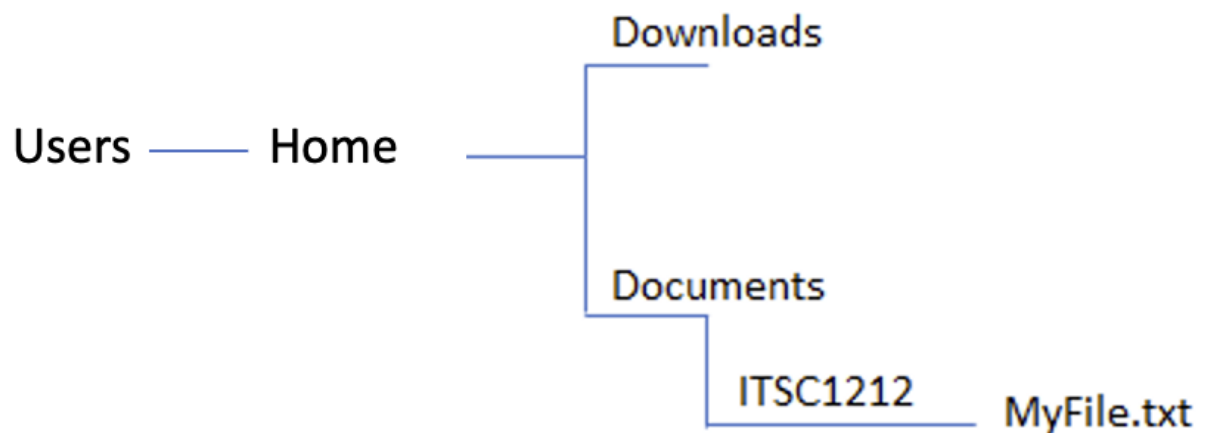 Downloads
Users
Home
Documents
ITSC1212
MyFile.txt